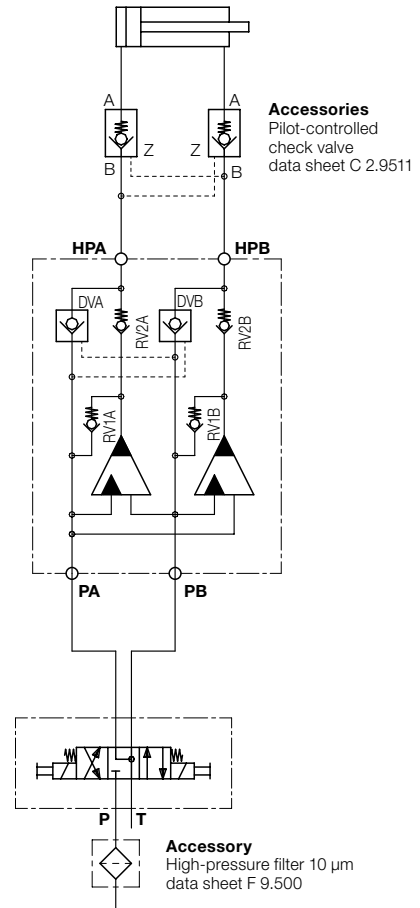 A
A
Accessories
Pilot-controlled
check valve
data sheet C 2.9511
Z
Z
B
B
HPA
HPB
DVA
DVB
RV2A
RV2B
RV1A
RV1B
PA
PB
P
T
Accessory
High-pressure filter 10 µm
data sheet F 9.500